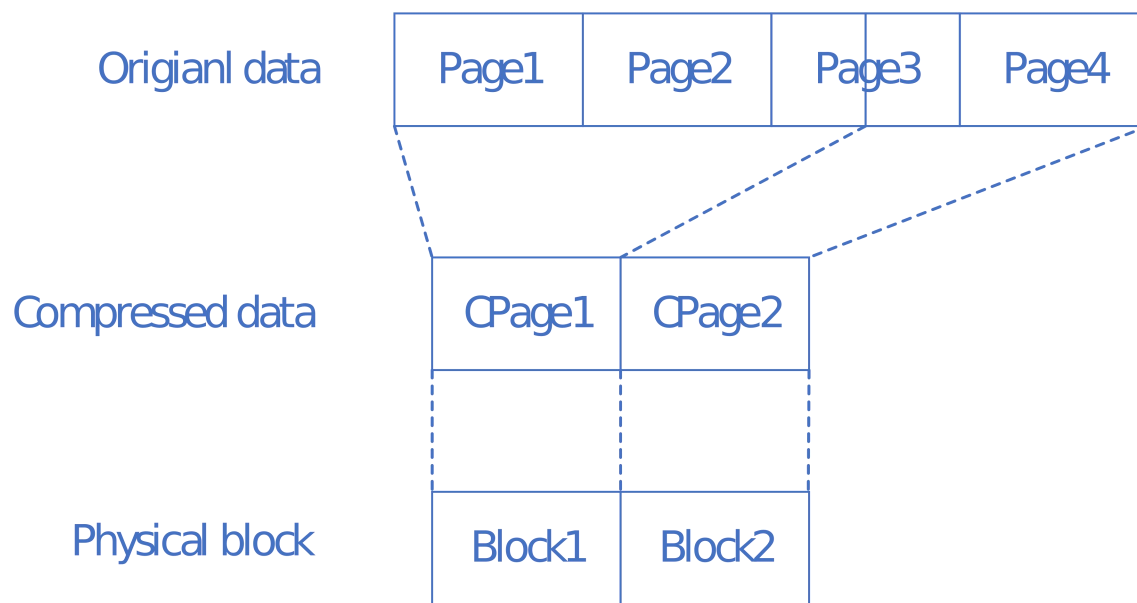 Origianl data Page1 Page2 Page3 Page4
Compressed data CPage1 CPage2
Physical block Block1 Block2